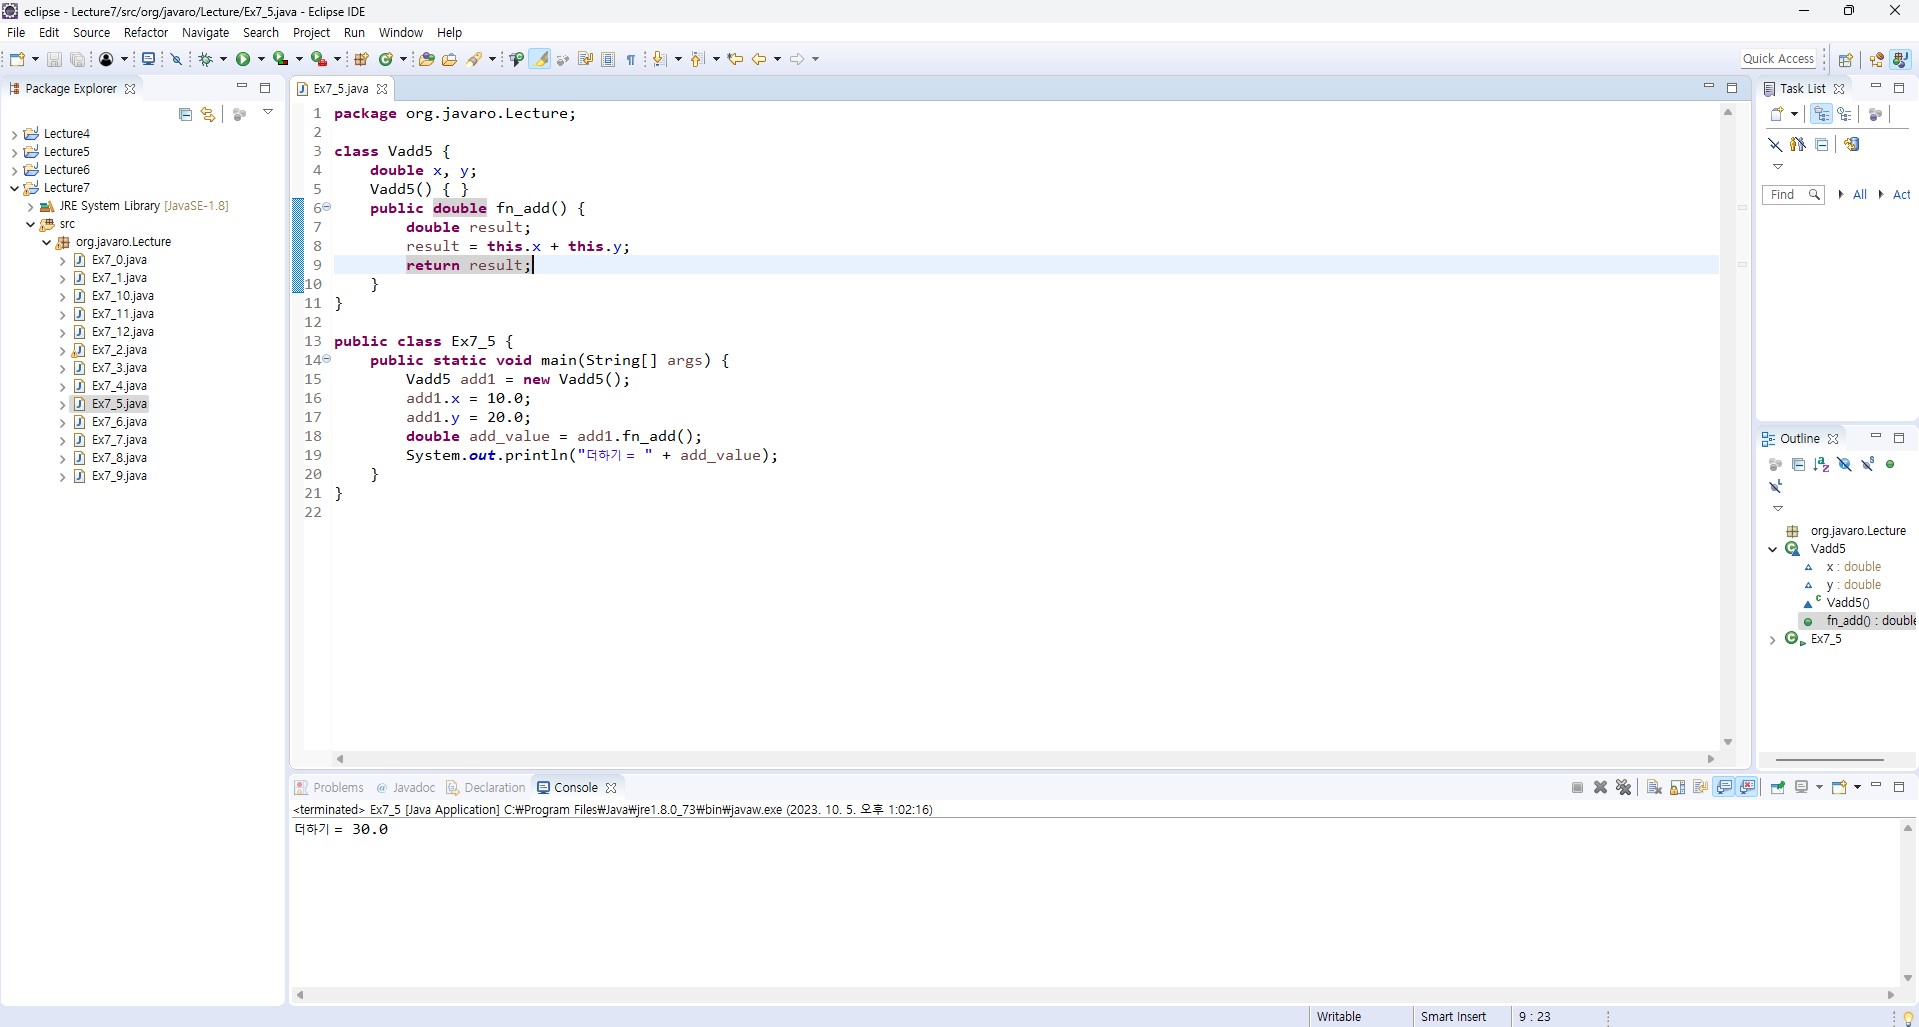 eclipse - Lecture7/src/org/javaro/Lecture/Ex7_5.java - Eclipse IDE
File Edit Source Refactor Navigate Search Project Run Window Help
Quick Access
Package Explorer
Lecture4
Lecture5
Lecture6
Lecture7
JRE System Library [JavaSE-1.8]
src
org.javaro.Lecture
Ex7_0.java
Ex7_1.java
Ex7_10.java
Ex7_11.java
Ex7_12.java
Ex7_2.java
Ex7_3.java
Ex7_4.java
Ex7_5.java
Ex7_6.java
Ex7_7.java
Ex7_8.java
Ex7_9.java
Ex7_5.java
1 package org.javaro.Lecture;
2
3 class Vadd5 {
4 double x, y;
5 Vadd5() { }
6 public double fn_add() {
7 double result;
8 result = this.x + this.y;
9 return result;
10 }
11 }
12
13 public class Ex7_5 {
14 public static void main(String[] args) {
15 Vadd5 add1 = new Vadd5();
16 add1.x = 10.0;
17 add1.y = 20.0;
18 double add_value = add1.fn_add();
19 System.out.println("더하기 = " + add_value);
20 }
21 }
22
Task List
Find All Act
Outline
org.javaro.Lecture
Vadd5
x : double
y : double
Vadd5()
fn_add() : double
Ex7_5
Problems @ Javadoc Declaration Console
<terminated> Ex7_5 [Java Application] C:₩Program Files₩Java₩jre1.8.0_73₩bin₩javaw.exe (2023. 10. 5. 오후 1:02:16)
더하기 = 30.0
Writable Smart Insert 9 : 23